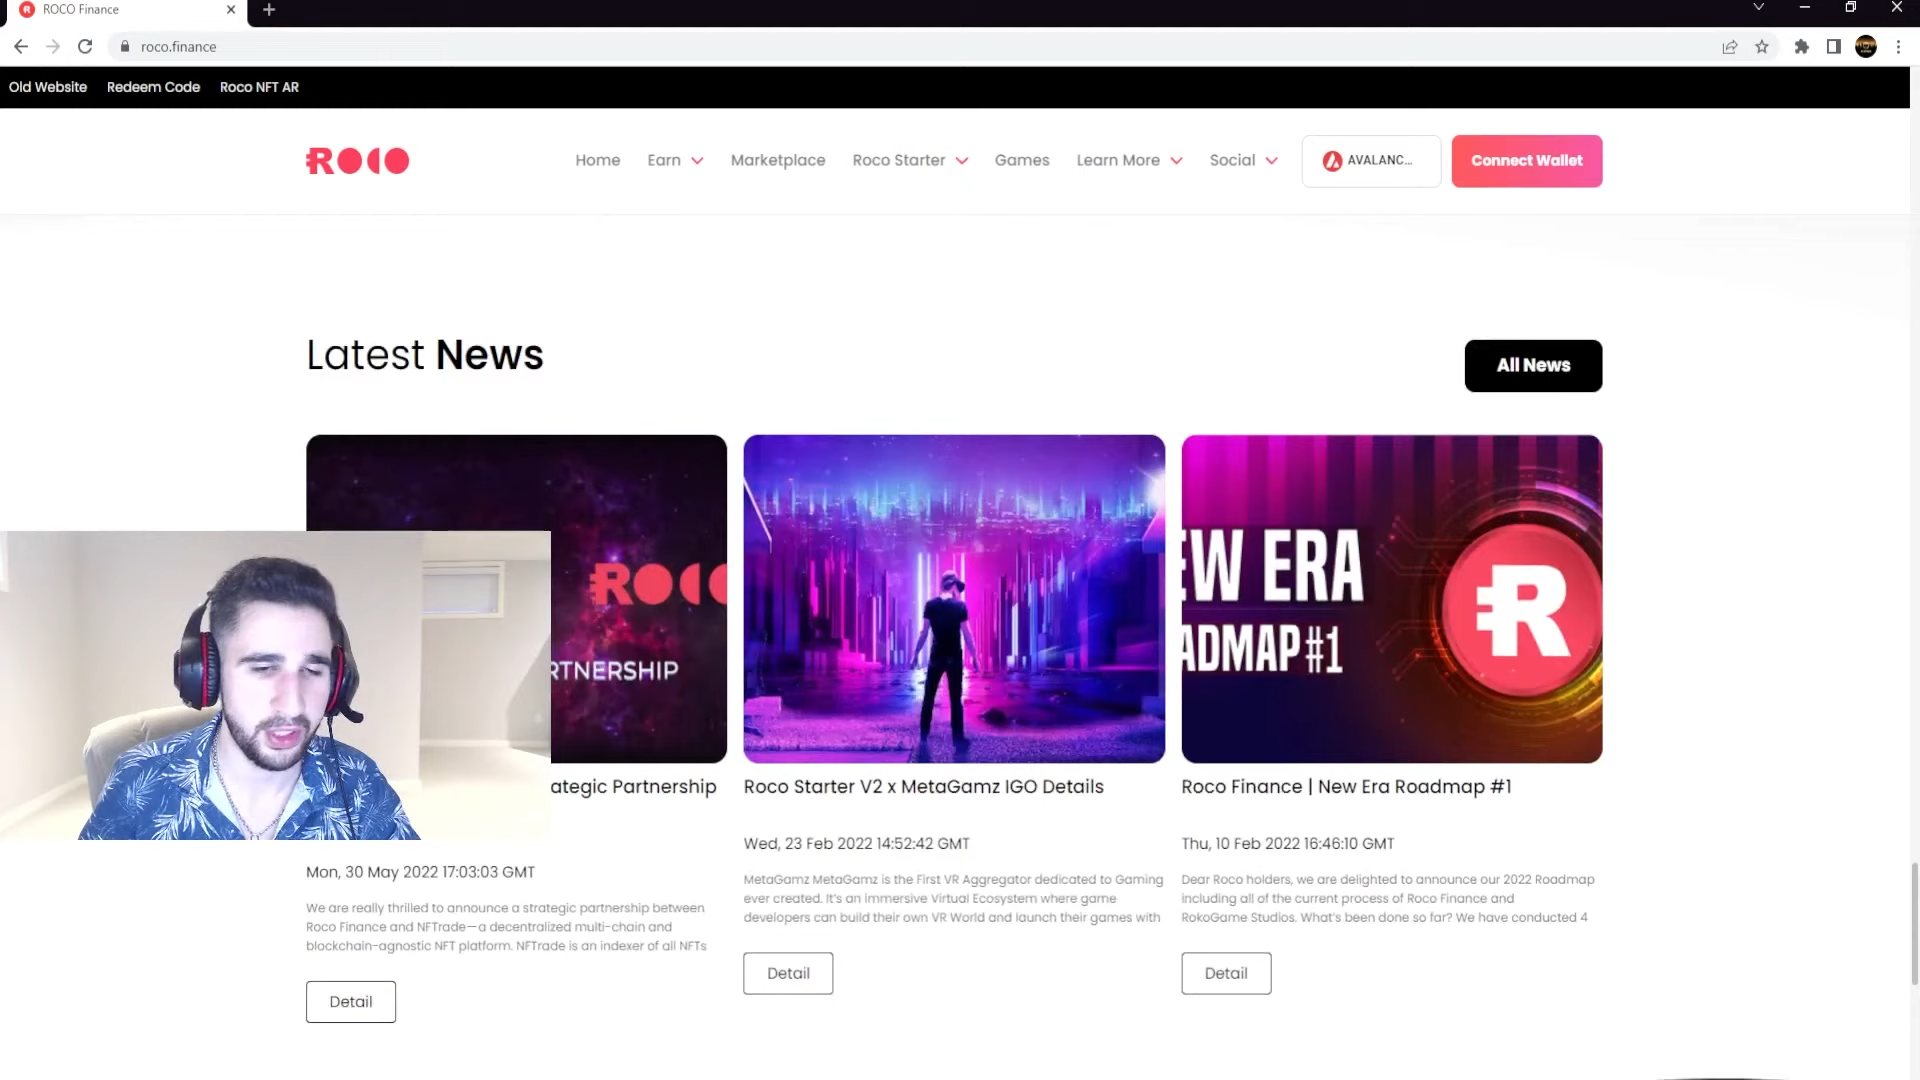 ROCO Finance
roco.finance
Old Website Redeem Code Roco NFT AR
ROCO
Home Earn Marketplace Roco Starter Games Learn More Social AVALANC... Connect Wallet
Latest News
All News
ROCO
RTNERSHIP
EW ERA
ADMAP #1
ategic Partnership
Mon, 30 May 2022 17:03:03 GMT
We are really thrilled to announce a strategic partnership between
Roco Finance and NFTrade—a decentralized multi-chain and
blockchain-agnostic NFT platform. NFTrade is an indexer of all NFTs
Detail
Roco Starter V2 x MetaGamz IGO Details
Wed, 23 Feb 2022 14:52:42 GMT
MetaGamz MetaGamz is the First VR Aggregator dedicated to Gaming
ever created. It's an immersive Virtual Ecosystem where game
developers can build their own VR World and launch their games with
Detail
Roco Finance | New Era Roadmap #1
Thu, 10 Feb 2022 16:46:10 GMT
Dear Roco holders, we are delighted to announce our 2022 Roadmap
including all of the current process of Roco Finance and
RokoGame Studios. What's been done so far? We have conducted 4
Detail